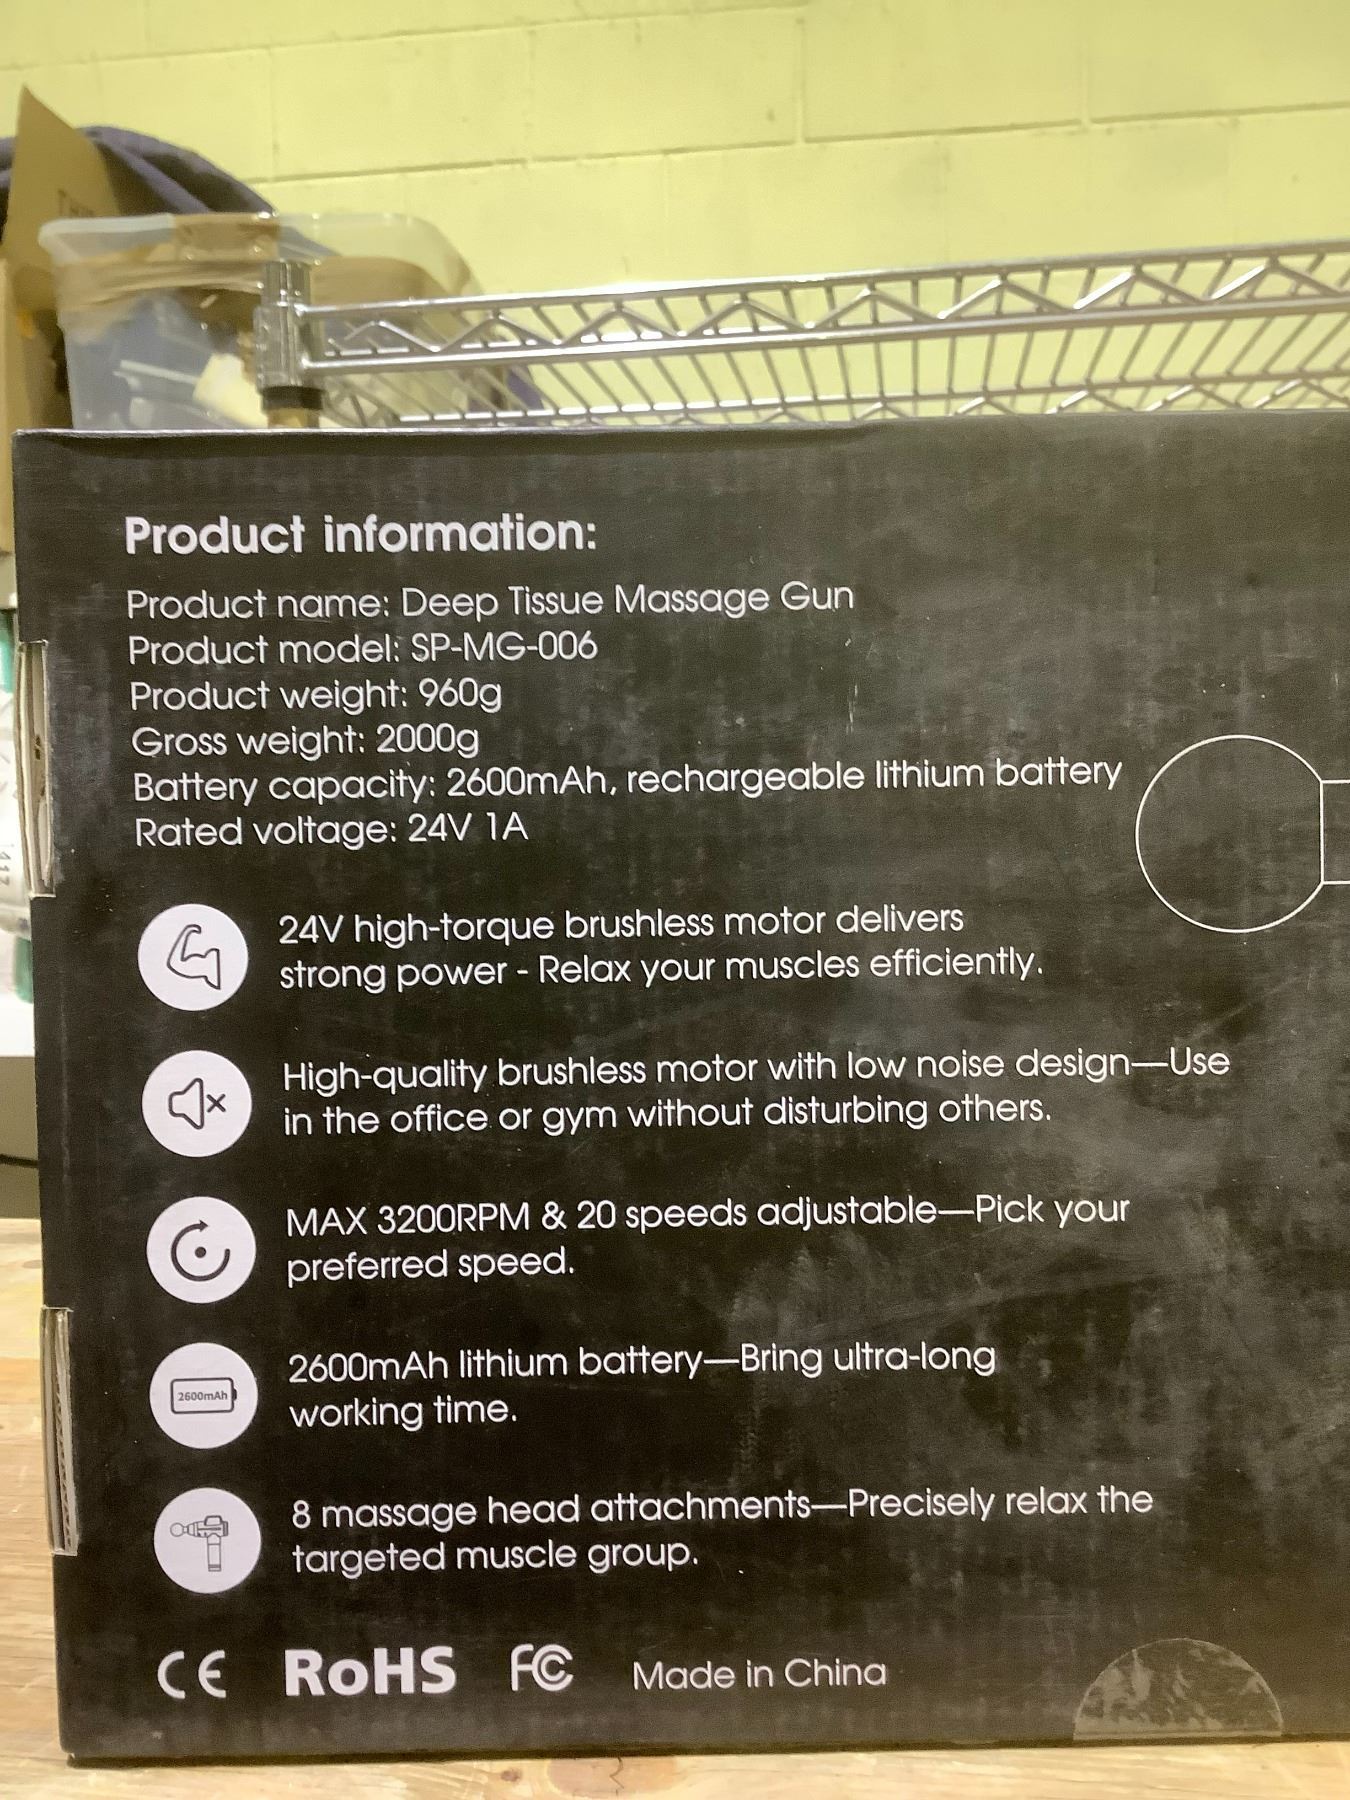 Product information:
Product name: Deep Tissue Massage Gun
Product model: SP-MG-006
Product weight: 960g
Gross weight: 2000g
Battery capacity: 2600mAh, rechargeable lithium battery
Rated voltage: 24V 1A
24V high-torque brushless motor delivers
strong power - Relax your muscles efficiently.
High-quality brushless motor with low noise design—Use
in the office or gym without disturbing others.
MAX 3200RPM & 20 speeds adjustable—Pick your
preferred speed.
2600mAh
2600mAh lithium battery—Bring ultra-long
working time.
8 massage head attachments—Precisely relax the
targeted muscle group.
CE RoHS FC Made in China